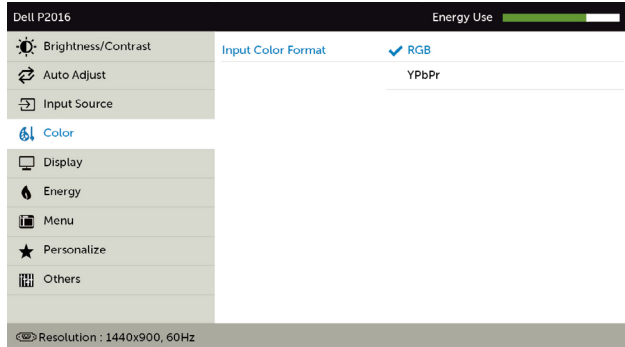 Dell P2016 Energy Use
Brightness/Contrast Input Color Format RGB
Auto Adjust YPbPr
Input Source
Color
Display
Energy
Menu
Personalize
Others
Resolution : 1440x900, 60Hz